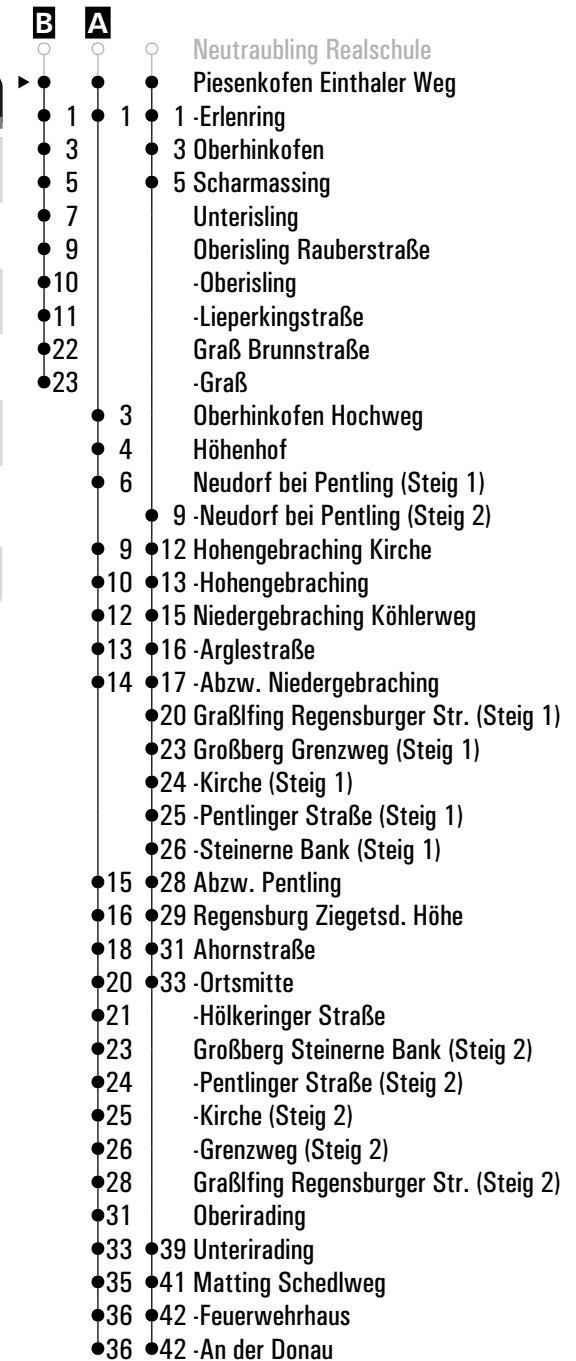 B A
Neutraubling Realschule
Piesenkofen Einthaler Weg
1 1 1 -Erlenring
3 3 Oberhinkofen
5 5 Scharmassing
7 Unterisling
9 Oberisling Rauberstraße
10 -Oberisling
11 -Lieperkingstraße
22 Graß Brunnstraße
23 -Graß
3 Oberhinkofen Hochweg
4 Höhenhof
6 Neudorf bei Pentling (Steig 1)
9 -Neudorf bei Pentling (Steig 2)
9 12 Hohengebraching Kirche
10 13 -Hohengebraching
12 15 Niedergebraching Köhlerweg
13 16 -Arglestraße
14 17 -Abzw. Niedergebraching
20 Graßlfing Regensburger Str. (Steig 1)
23 Großberg Grenzweg (Steig 1)
24 -Kirche (Steig 1)
25 -Pentlinger Straße (Steig 1)
26 -Steinerne Bank (Steig 1)
15 28 Abzw. Pentling
16 29 Regensburg Ziegetsd. Höhe
18 31 Ahornstraße
20 33 -Ortsmitte
21 -Hölkeringer Straße
23 Großberg Steinerne Bank (Steig 2)
24 -Pentlinger Straße (Steig 2)
25 -Kirche (Steig 2)
26 -Grenzweg (Steig 2)
28 Graßlfing Regensburger Str. (Steig 2)
31 Oberirading
33 39 Unterirading
35 41 Matting Schedlweg
36 42 -Feuerwehrhaus
36 42 -An der Donau